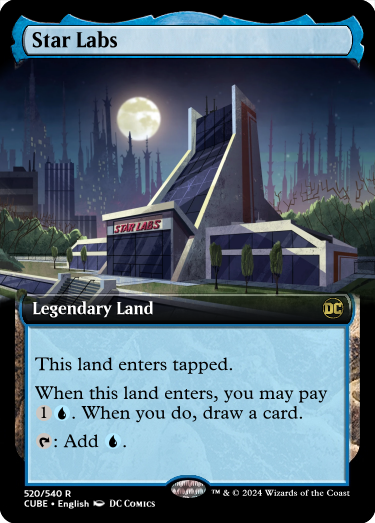 Star Labs
STAR LABS
Legendary Land
DC
This land enters tapped.
When this land enters, you may pay
1 . When you do, draw a card.
: Add .
520/540 R
CUBE • English DC COMICS
™ & © 2024 Wizards of the Coast